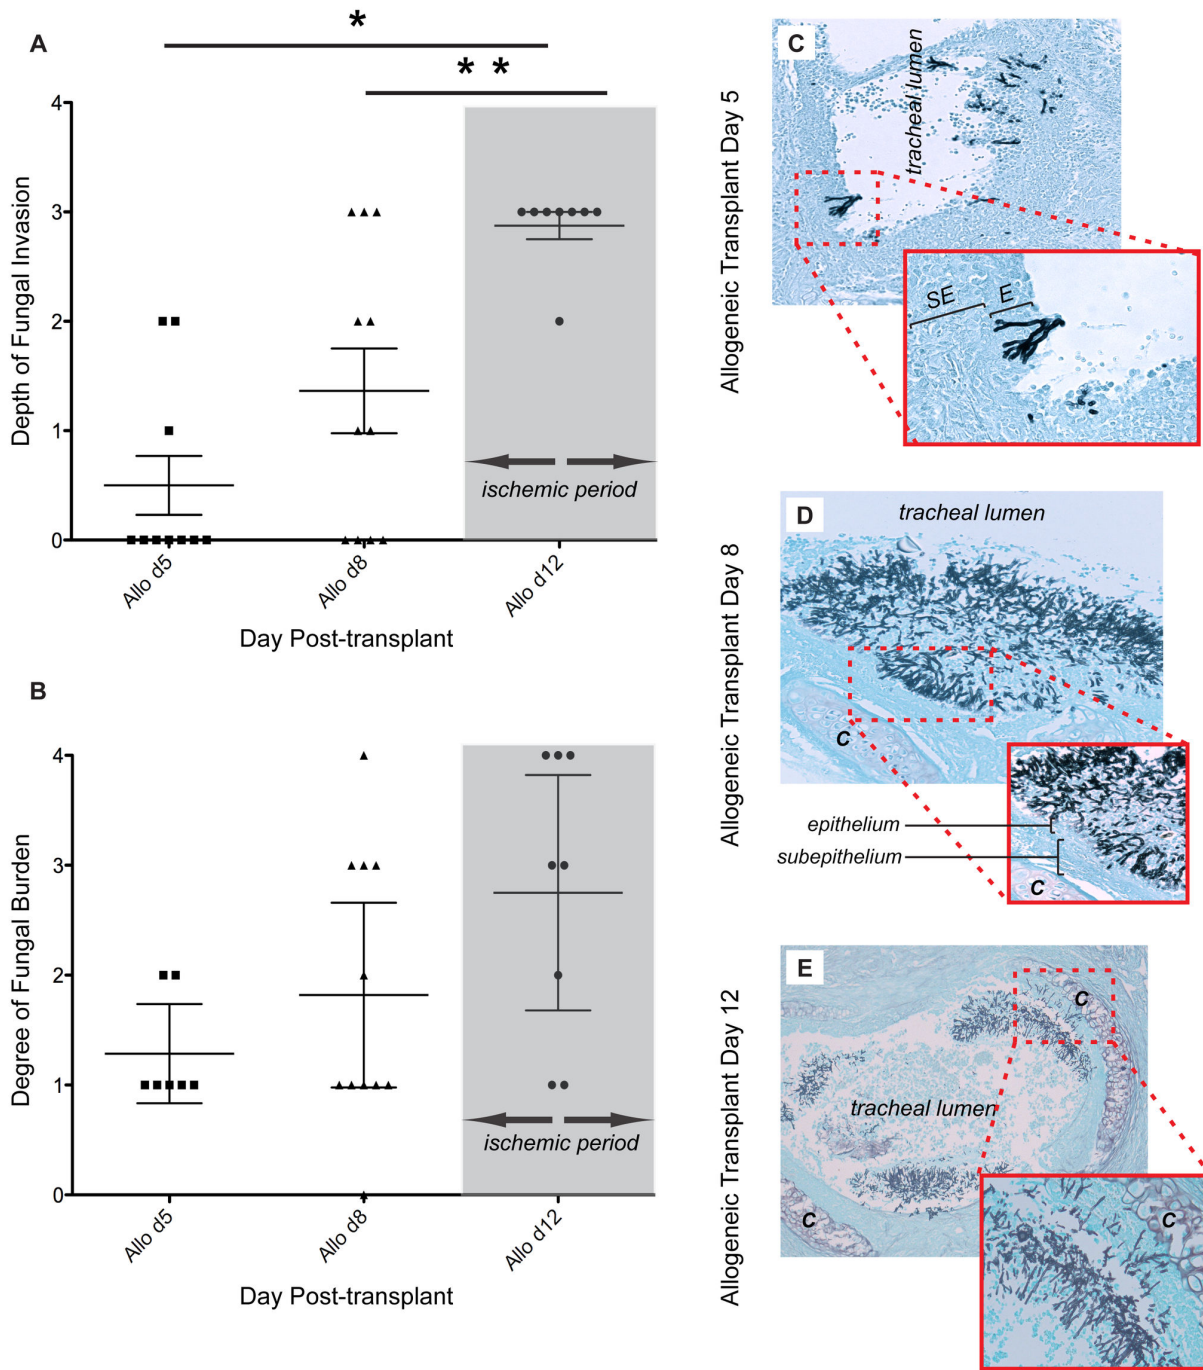 A
*
* *
Depth of Fungal Invasion
4
3
2
1
0
ischemic period
Allo d5
Allo d8
Allo d12
Day Post-transplant
B
Degree of Fungal Burden
4
3
2
1
0
ischemic period
Allo d5
Allo d8
Allo d12
Day Post-transplant
Allogeneic Transplant Day 5
C
tracheal lumen
SE
E
Allogeneic Transplant Day 8
D
tracheal lumen
C
epithelium
subepithelium
C
Allogeneic Transplant Day 12
E
C
tracheal lumen
C
C